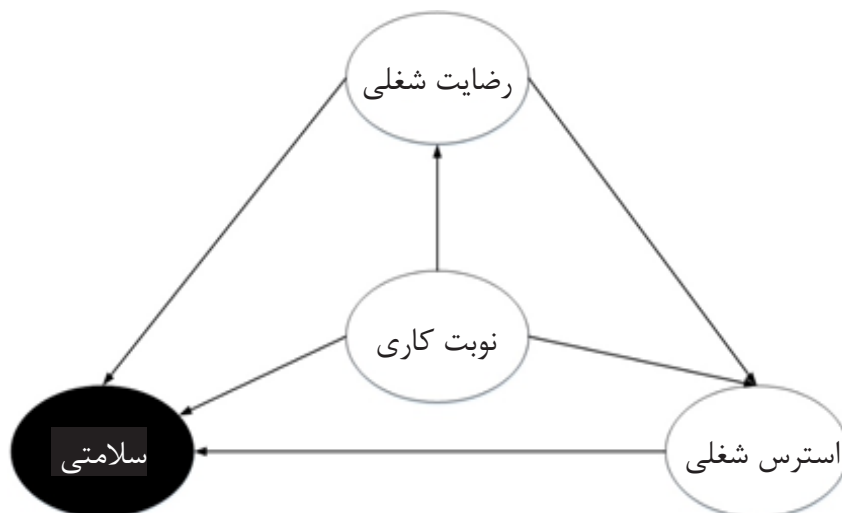 رضایت شغلی
نوبت کاری
استرس شغلی
سلامتی